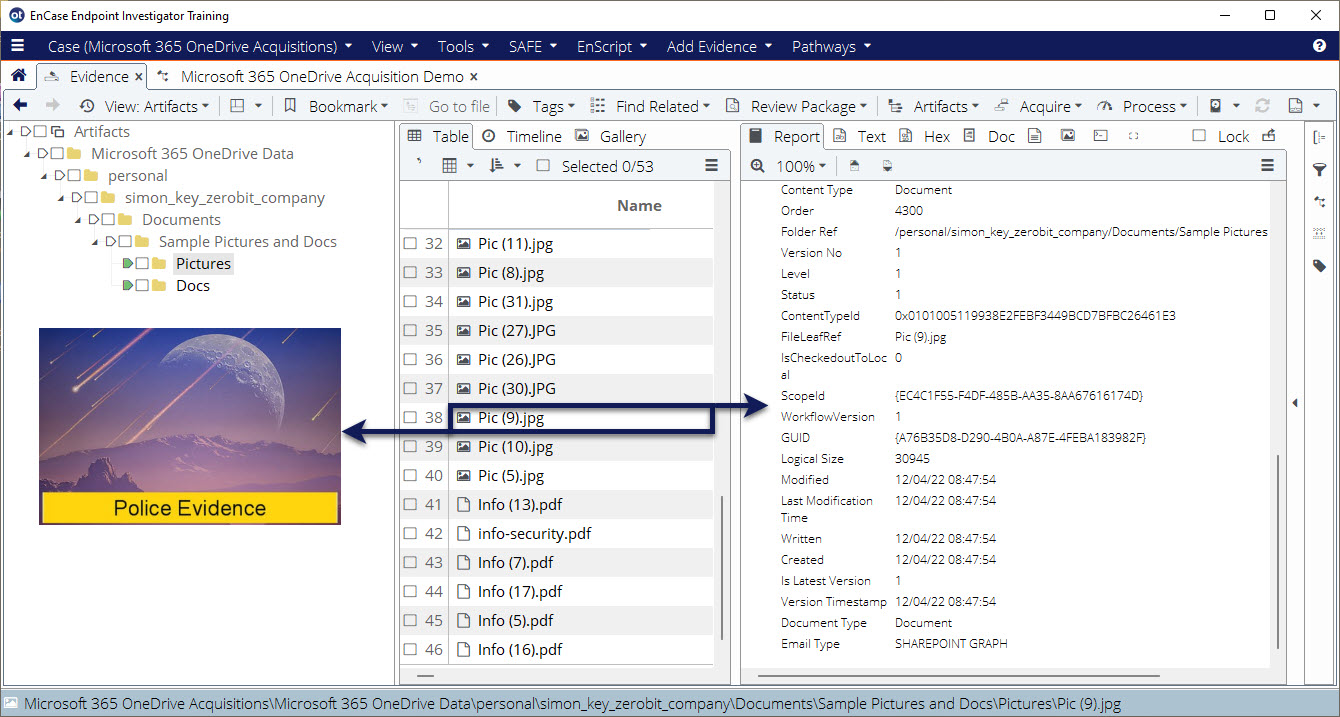 EnCase Endpoint Investigator Training
Case (Microsoft 365 OneDrive Acquisitions) View Tools SAFE EnScript Add Evidence Pathways
Evidence Microsoft 365 OneDrive Acquisition Demo
View: Artifacts Bookmark Go to file Tags Find Related Review Package Artifacts Acquire Process
Artifacts
Microsoft 365 OneDrive Data
personal
simon_key_zerobit_company
Documents
Sample Pictures and Docs
Pictures
Docs
Police Evidence
Table Timeline Gallery
Selected 0/53
Name
32 Pic (11).jpg
33 Pic (8).jpg
34 Pic (31).jpg
35 Pic (27).JPG
36 Pic (26).JPG
37 Pic (30).JPG
38 Pic (9).jpg
39 Pic (10).jpg
40 Pic (5).jpg
41 Info (13).pdf
42 info-security.pdf
43 Info (7).pdf
44 Info (17).pdf
45 Info (5).pdf
46 Info (16).pdf
Report Text Hex Doc Lock
100%
Content Type Document
Order 4300
Folder Ref /personal/simon_key_zerobit_company/Documents/Sample Pictures
Version No 1
Level 1
Status 1
ContentTypeId 0x0101005119938E2FEBF3449BCD7BFBC26461E3
FileLeafRef Pic (9).jpg
IsCheckedoutToLoc 0
al
ScopeId {EC4C1F55-F4DF-485B-AA35-8AA67616174D}
WorkflowVersion 1
GUID {A76B35D8-D290-4B0A-A87E-4FEBA183982F}
Logical Size 30945
Modified 12/04/22 08:47:54
Last Modification 12/04/22 08:47:54
Time
Written 12/04/22 08:47:54
Created 12/04/22 08:47:54
Is Latest Version 1
Version Timestamp 12/04/22 08:47:54
Document Type Document
Email Type SHAREPOINT GRAPH
Microsoft 365 OneDrive Acquisitions\Microsoft 365 OneDrive Data\personal\simon_key_zerobit_company\Documents\Sample Pictures and Docs\Pictures\Pic (9).jpg